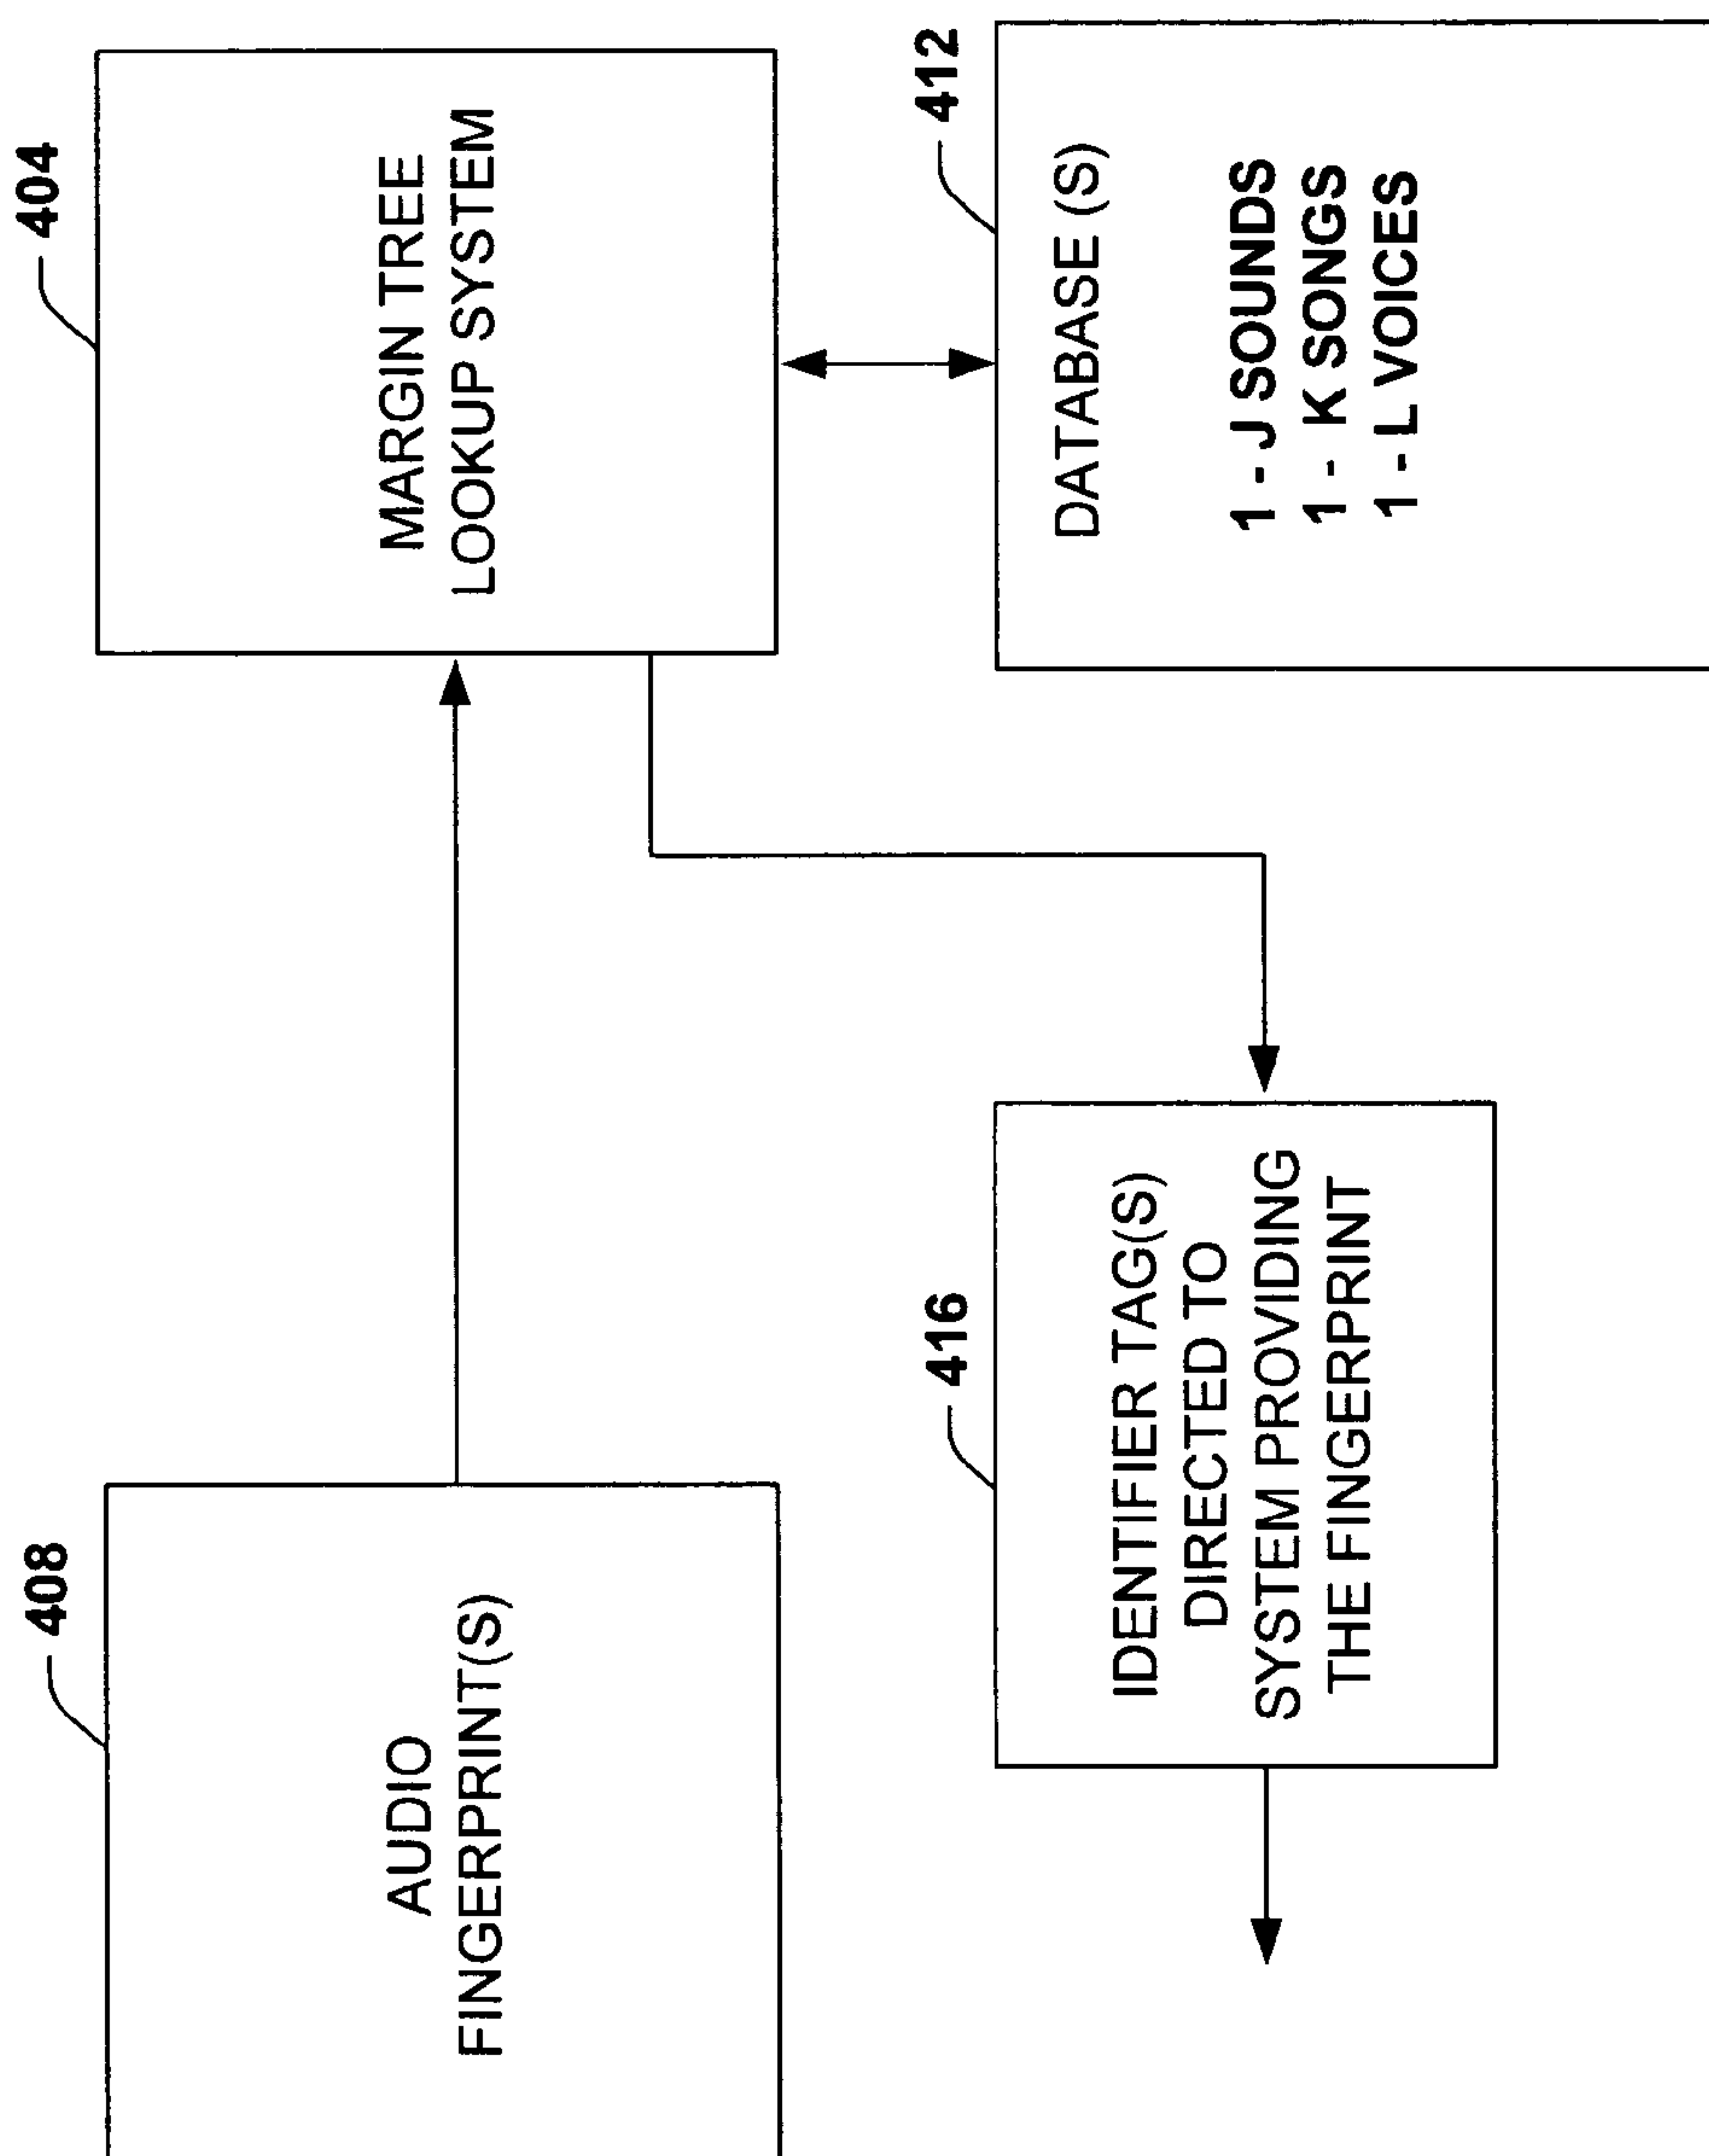 408
AUDIO
FINGERPRINT(S)
404
MARGIN TREE
LOOKUP SYSTEM
416
IDENTIFIER TAG(S)
DIRECTED TO
SYSTEM PROVIDING
THE FINGERPRINT
412
DATABASE (S)
1 - J SOUNDS
1 - K SONGS
1 - L VOICES